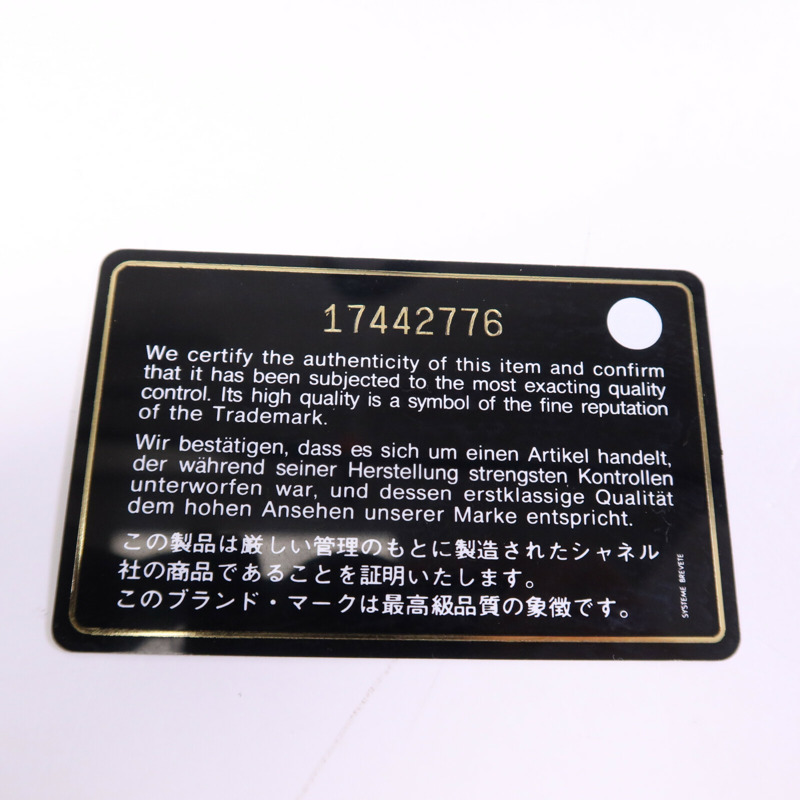 17442776
We certify the authenticity of this item and confirm
that it has been subjected to the most exacting quality
control. Its high quality is a symbol of the fine reputation
of the Trademark.
Wir bestätigen, dass es sich um einen Artikel handelt,
der während seiner Herstellung strengsten Kontrollen
unterworfen war, und dessen erstklassige Qualität
dem hohen Ansehen unserer Marke entspricht.
この製品は厳しい管理のもとに製造されたシャネル
社の商品であることを証明いたします。
このブランド・マークは最高級品質の象徴です。
SYSTEME BREVETE